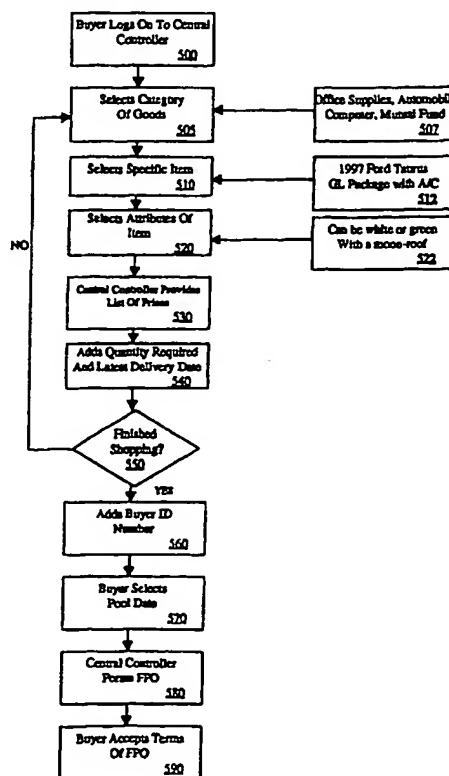 Buyer Logs On To Central
Controller
500
Selects Category
Of Goods
505
Office Supplies, Automobile
Computer, Mutual Fund
507
Selects Specific Item
510
1997 Ford Taurus
GL Package with A/C
512
NO
Selects Attributes Of
Item
520
Can be white or green
With a moon-roof
522
Central Controller Provides
List Of Prices
530
Adds Quantity Required
And Latest Delivery Date
540
Finished
Shopping?
550
YES
Adds Buyer ID
Number
560
Buyer Selects
Pool Date
570
Central Controller
Forms FPO
580
Buyer Accepts Terms
Of FPO
590